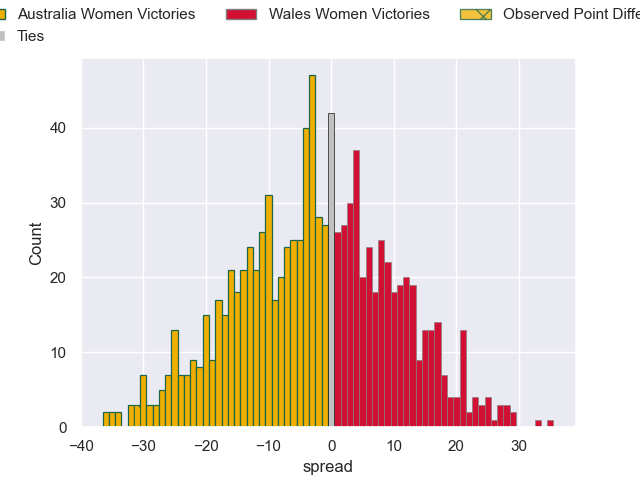 Australia Women Victories Wales Women Victories Observed Point Diffe
Ties
Count
40
30
20
10
0
−40 −30 −20 −10 0 10 20 30
spread